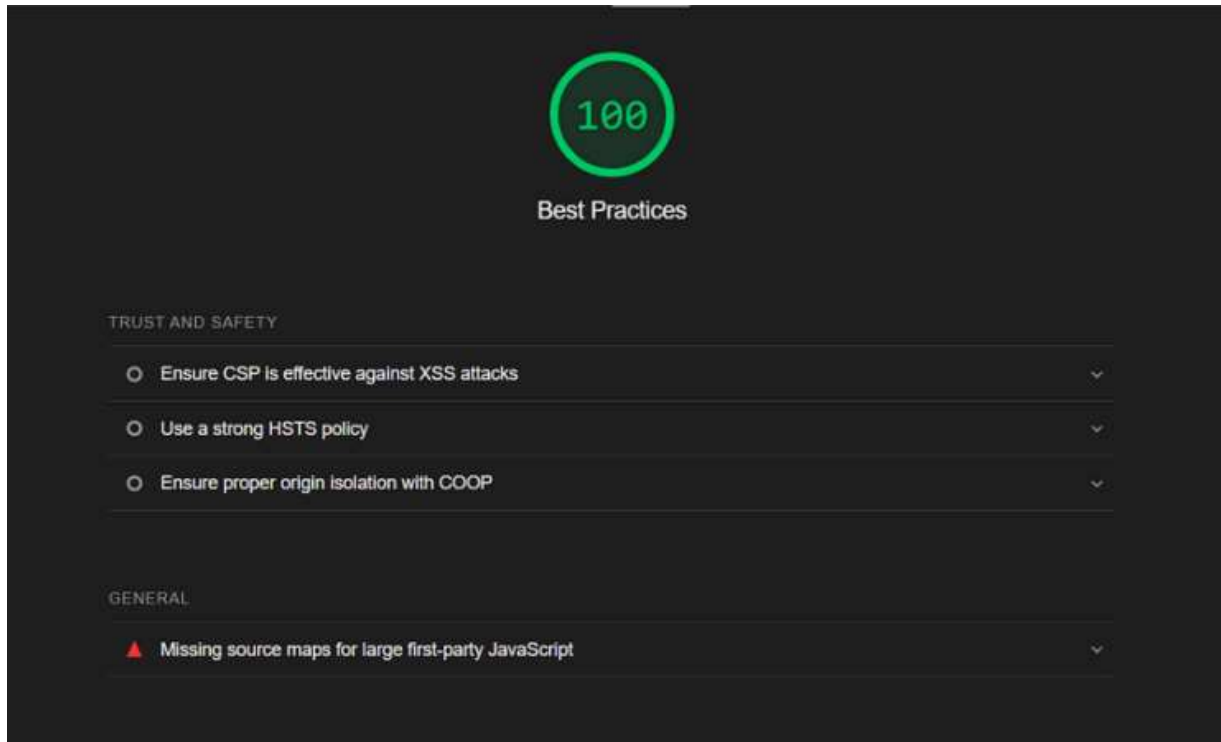 100
Best Practices
TRUST AND SAFETY
Ensure CSP is effective against XSS attacks
Use a strong HSTS policy
Ensure proper origin isolation with COOP
GENERAL
Missing source maps for large first-party JavaScript